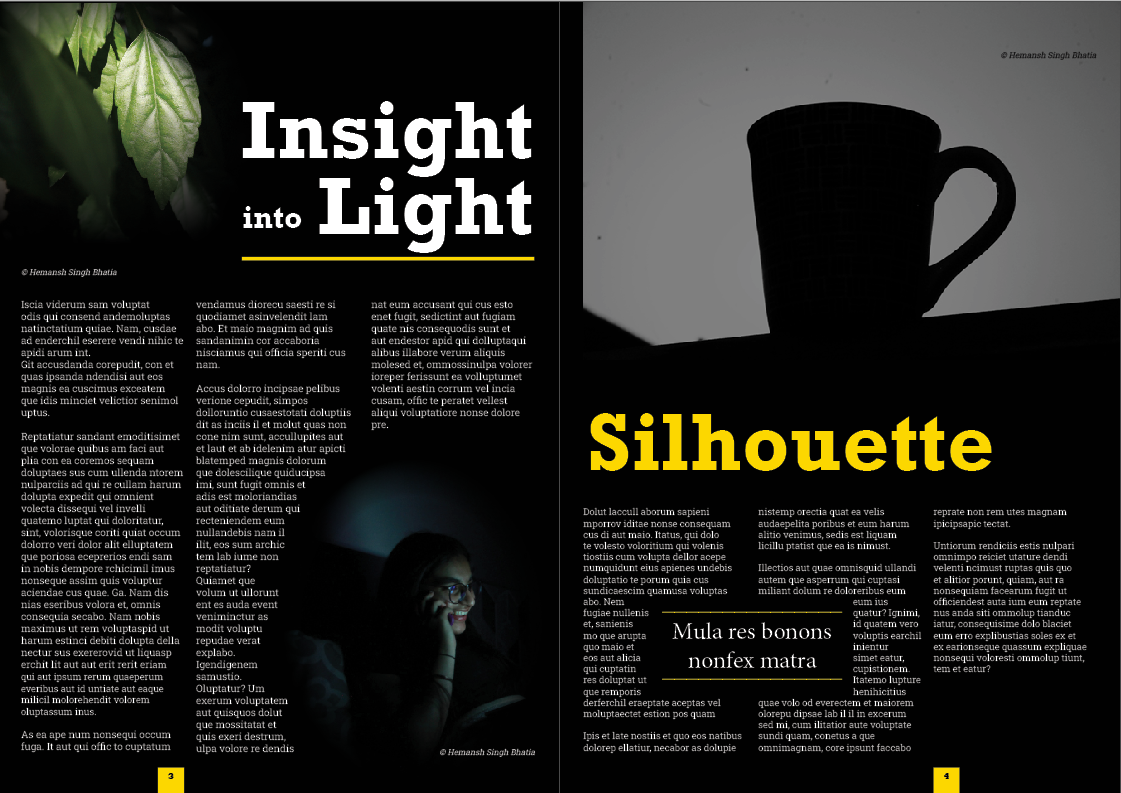 Insight
into Light
© Hemansh Singh Bhatia
Iscia viderum sam voluptat
odis qui consend andemoluptas
natinctatium quiae. Nam, cusdae
ad enderchil eserere vendi nihic te
apidi arum int.
Git accusdanda corepudit, con et
quas ipsanda ndendisi aut eos
magnis ea cuscimus exceatem
que idis minciet velictior senimol
uptus.
Reptatiatur sandant emoditisimet
que volorae quibus am faci aut
plia con ea coremos sequam
doluptaes sus cum ullenda ntorem
nulparciis ad qui re cullam harum
dolupta expedit qui omnient
volecta dissequi vel invelli
quatemo luptat qui doloritatur,
sint, volorisque coriti quiat occum
dolorro veri dolor alit elluptatem
que poriosa eceprerios endi sam
in nobis dempore rchicimil imus
nonseque assim quis voluptur
aciendae cus quae. Ga. Nam dis
nias eseribus volora et, omnis
consequia secabo. Nam nobis
maximus ut rem voluptaspid ut
harum estinci debiti dolupta della
nectur sus exererovid ut liquasp
erchit lit aut aut erit rerit eriam
qui aut ipsum rerum quaeperum
everibus aut id untiate aut eaque
milicil molorehendit volorem
oluptassum inus.
As ea ape num nonsequi occum
fuga. It aut qui offic to cuptatum
vendamus diorecu saesti re si
quodiamet asinvelendit lam
abo. Et maio magnim ad quis
sandanimin cor accaboria
nisciamus qui officia speriti cus
nam.
Accus dolorro incipsae pelibus
verione cepudit, simpos
dolloruntio cusaestotati doluptiis
dit as inciis il et molut quas non
cone nim sunt, accullupites aut
et laut et ab idelenim atur apicti
blatemped magnis dolorum
que dolescilique quiducipsa
imi, sunt fugit omnis et
adis est moloriandias
aut oditiate derum qui
recteniendem eum
nullandebis nam il
ilit, eos sum archic
tem lab iume non
reptatiatur?
Quiamet que
volum ut ullorunt
ent es auda event
veniminctur as
modit voluptu
repudae verat
explabo.
Igendigenem
samustio.
Oluptatur? Um
exerum voluptatem
aut quisquos dolut
que mossitatat et
quis exeri destrum,
ulpa volore re dendis
nat eum accusant qui cus esto
enet fugit, sedictint aut fugiam
quate nis consequodis sunt et
aut endestor apid qui dolluptaqui
alibus illabore verum aliquis
molesed et, ommossinulpa volorer
ioreper ferissunt ea volluptumet
volenti aestin corrum vel incia
cusam, offic te peratet vellest
aliqui voluptatiore nonse dolore
pre.
© Hemansh Singh Bhatia
3
© Hemansh Singh Bhatia
Silhouette
Dolut laccull aborum sapieni
mporrov iditae nonse consequam
cus di aut maio. Itatus, qui dolo
te volesto voloritium qui volenis
tiostiis cum volupta dellor acepe
numquidunt eius apienes undebis
doluptatio te porum quia cus
sundicaescim quamusa voluptas
abo. Nem
fugiae nullenis
et, sanienis
mo que arupta
quo maio et
eos aut alicia
qui cuptatin
res doluptat ut
que remporis
derferchil eraeptate aceptas vel
moluptaectet estion pos quam
Ipis et late nostiis et quo eos natibus
dolorep ellatiur, necabor as dolupie
Mula res bonons
nonfex matra
nistemp orectia quat ea velis
audaepelita poribus et eum harum
alitio venimus, sedis est liquam
licillu ptatist que ea is nimust.
Illectios aut quae omnisquid ullandi
autem que asperrum qui cuptasi
miliant dolum re doloreribus eum
eum ius
quatur? Ignimi,
id quatem vero
voluptis earchil
inientur
simet eatur,
cupistionem.
Itatemo lupture
henihicitius
quae volo od everectem et maiorem
olorepu dipsae lab il il in excerum
sed mi, cum ilitatior aute voluptate
sundi quam, conetus a que
omnimagnam, core ipsunt faccabo
reprate non rem utes magnam
ipicipsapic tectat.
Untiorum rendiciis estis nulpari
omnimpo reiciet utature dendi
velenti ncimust ruptas quis quo
et alitior porunt, quiam, aut ra
nonsequiam facearum fugit ut
officiendest auta ium eum reptate
nus anda siti ommolup tianduc
iatur, consequisime dolo blaciet
eum erro explibustias soles ex et
ex earionseque quassum expliquae
nonsequi voloresti ommolup tiunt,
tem et eatur?
4